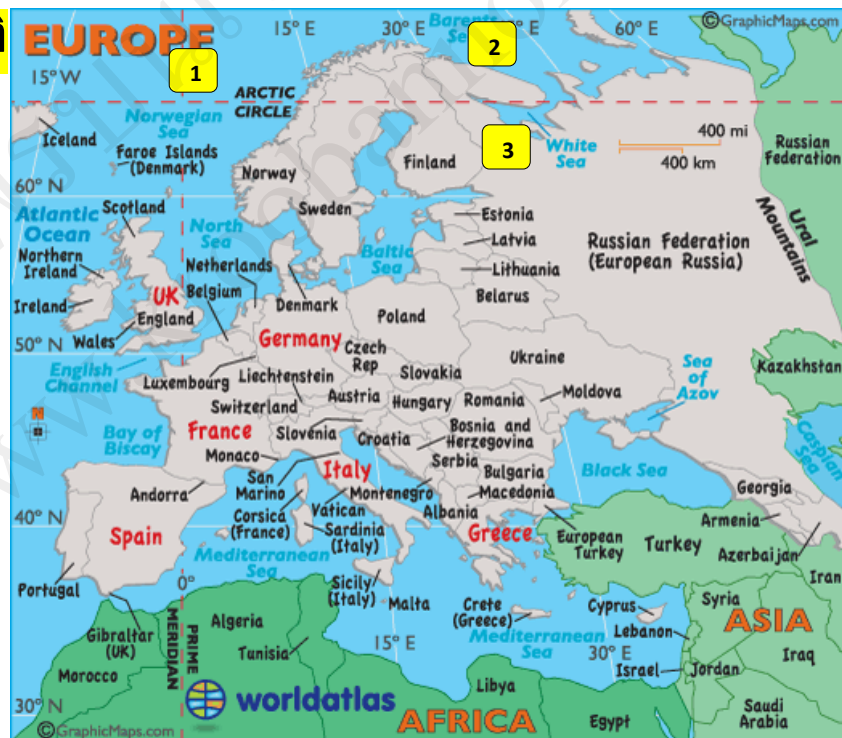 EUROPE
© GraphicMaps.com
15° W
1
15° E
30° E
Barents
2
60° E
ARCTIC
CIRCLE
Iceland
Norwegian
Sea
Faroe Islands
(Denmark)
Norway
Finland
3
White
Sea
400 mi
400 km
Russian
Federation
60° N
Scotland
Atlantic
Ocean
North
Sea
Sweden
Estonia
Latvia
Lithuania
Belarus
Baltic
Sea
Russian Federation
(European Russia)
Ural
Mountains
Northern
Ireland
Netherlands
Ireland
UK
Belgium
England
Denmark
Poland
Wales
50° N
Germany
English
Channel
Luxembourg
Czech
Rep
Ukraine
Kazakhstan
Liechtenstein
Slovakia
Sea
of
Azov
Switzerland
Austria
Hungary
Romania
Moldova
N
France
Slovenia
Croatia
Bosnia and
Herzegovina
Bay of
Biscay
Monaco
Serbia
Caspian
Sea
San
Marino
Italy
Bulgaria
Black Sea
Andorra
Montenegro
Macedonia
Georgia
Corsica
(France)
Vatican
Albania
40° N
Spain
Sardinia
(Italy)
Greece
European
Turkey
Turkey
Armenia
Azerbaijan
Mediterranean
Sea
Portugal
0°
Sicily
(Italy)
Malta
Crete
(Greece)
Cyprus
Syria
Iran
Gibraltar
(UK)
Algeria
Mediterranean
Sea
Lebanon
ASIA
PRIME
MERIDIAN
Tunisia
15° E
30° E
Israel
Jordan
Iraq
Morocco
worldatlas
Libya
30° N
AFRICA
Egypt
Saudi
Arabia
© GraphicMaps.com